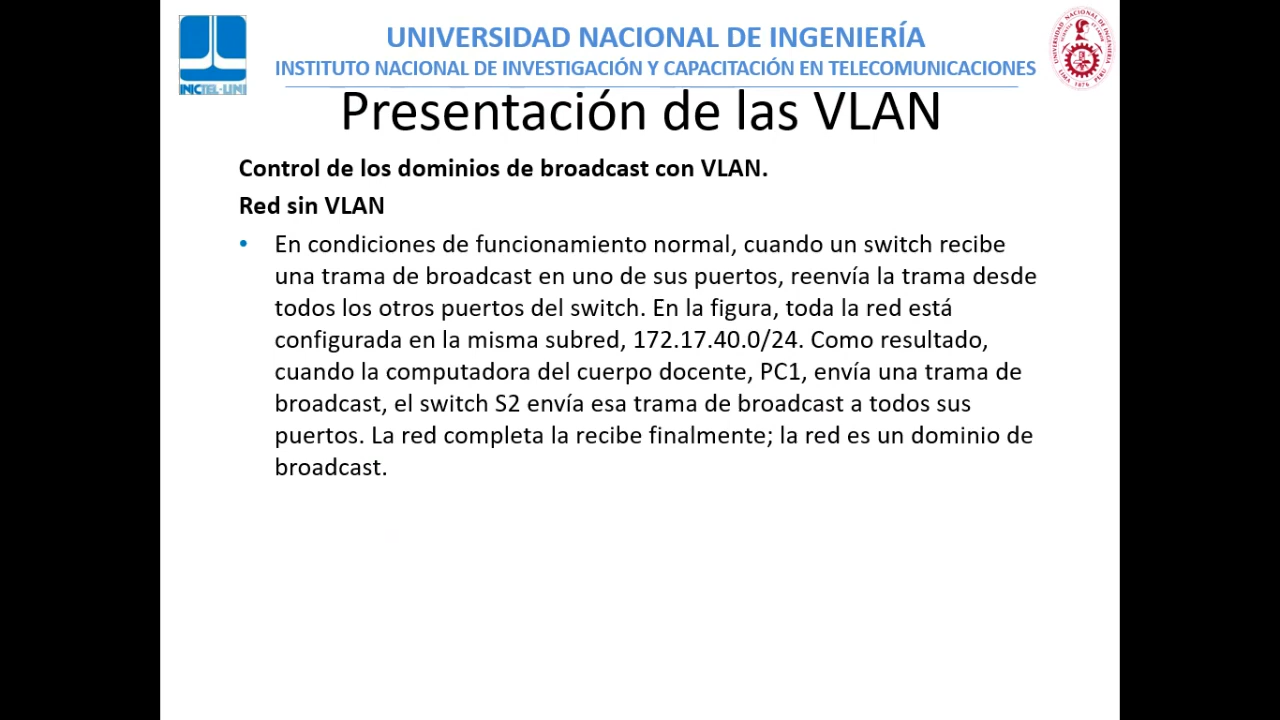 UNIVERSIDAD NACIONAL DE INGENIERÍA
INSTITUTO NACIONAL DE INVESTIGACIÓN Y CAPACITACIÓN EN TELECOMUNICACIONES
INICTEL-UNI
Presentación de las VLAN
Control de los dominios de broadcast con VLAN.
Red sin VLAN
• En condiciones de funcionamiento normal, cuando un switch recibe
una trama de broadcast en uno de sus puertos, reenvía la trama desde
todos los otros puertos del switch. En la figura, toda la red está
configurada en la misma subred, 172.17.40.0/24. Como resultado,
cuando la computadora del cuerpo docente, PC1, envía una trama de
broadcast, el switch S2 envía esa trama de broadcast a todos sus
puertos. La red completa la recibe finalmente; la red es un dominio de
broadcast.